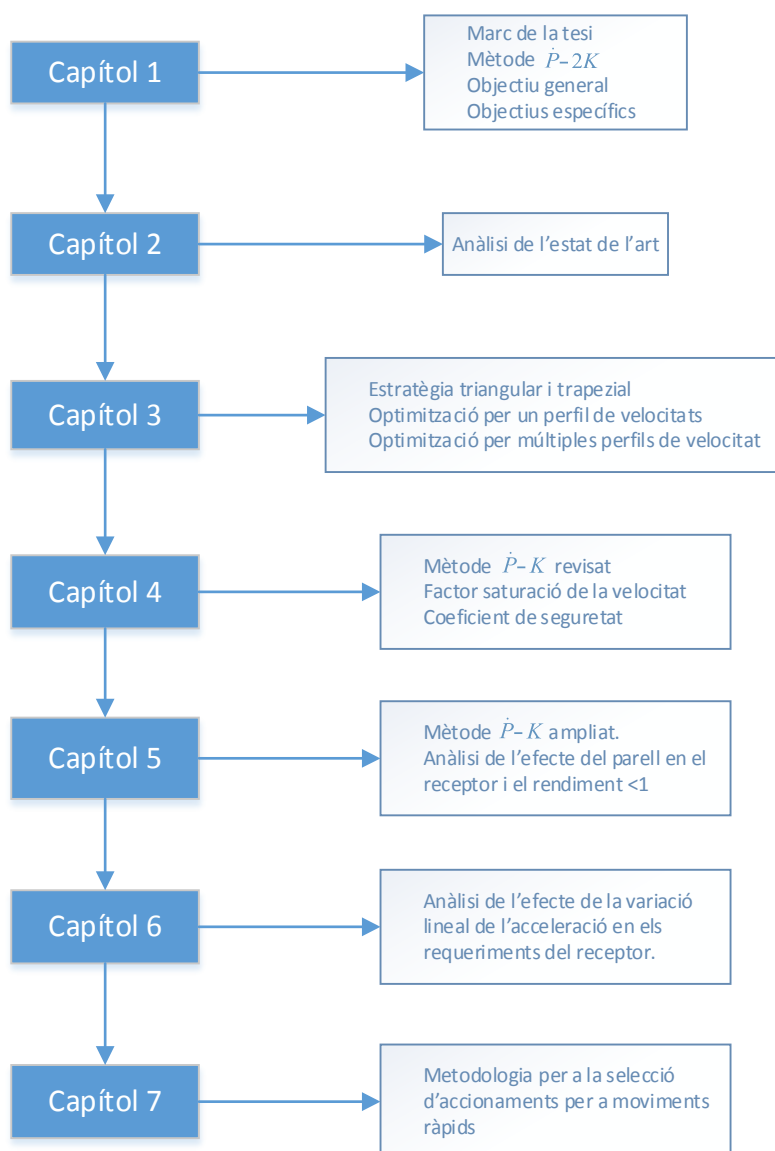 Capítol 1
Marc de la tesi
Mètode Ṗ-2K
Objectiu general
Objectius específics
Capítol 2
Anàlisi de l’estat de l’art
Capítol 3
Estratègia triangular i trapezial
Optimització per un perfil de velocitats
Optimització per múltiples perfils de velocitat
Capítol 4
Mètode Ṗ-K revisat
Factor saturació de la velocitat
Coeficient de seguretat
Capítol 5
Mètode Ṗ-K ampliat.
Anàlisi de l’efecte del parell en el
receptor i el rendiment <1
Capítol 6
Anàlisi de l’efecte de la variació
lineal de l’acceleració en els
requeriments del receptor.
Capítol 7
Metodologia per a la selecció
d’accionaments per a moviments
ràpids